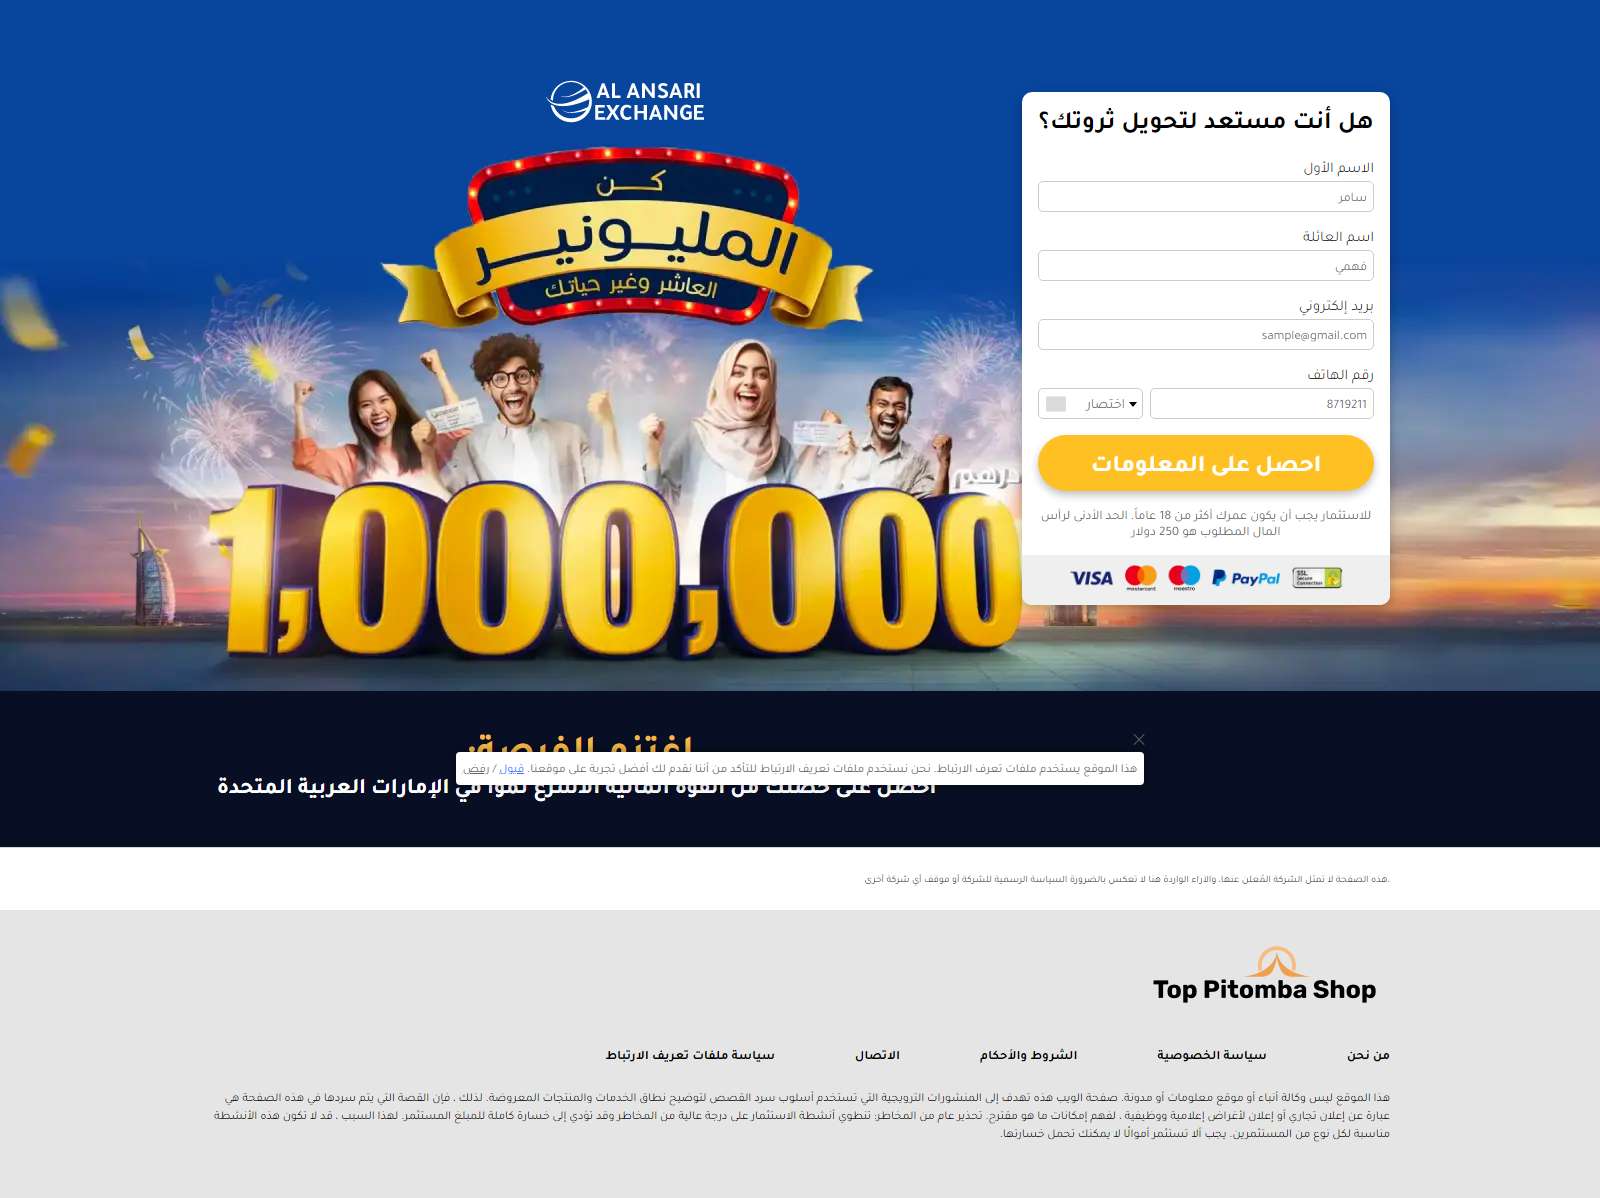 AL ANSARI
EXCHANGE
كن
المليونير
العاشر وغير حياتك
درهم
1,000,000
هل أنت مستعد لتحويل ثروتك؟
الاسم الأول
سامر
اسم العائلة
فهمي
بريد إلكتروني
sample@gmail.com
رقم الهاتف
8719211
اختصار
احصل على المعلومات
للاستثمار يجب أن يكون عمرك أكثر من 18 عاماً. الحد الأدنى لرأس
المال المطلوب هو 250 دولار
VISA
mastercard
maestro
PayPal
SSL
Secure
Connection
اغتنم الفرصة:
هذا الموقع يستخدم ملفات تعرف الارتباط. نحن نستخدم ملفات تعريف الارتباط للتأكد من أننا نقدم لك أفضل تجربة على موقعنا. قبول / رفض
احصل على حصتك من القوة المالية الأسرع نموًا في الإمارات العربية المتحدة
هذه الصفحة لا تمثل الشركة المُعلن عنها، والآراء الواردة هنا لا تعكس بالضرورة السياسة الرسمية للشركة أو موقف أي شركة أخرى.
Top Pitomba Shop
من نحن
سياسة الخصوصية
الشروط والأحكام
الاتصال
سياسة ملفات تعريف الارتباط
هذا الموقع ليس وكالة أنباء أو موقع معلومات أو مدونة. صفحة الويب هذه تهدف إلى المنشورات الترويجية التي تستخدم أسلوب سرد القصص لتوضيح نطاق الخدمات والمنتجات المعروضة. لذلك ، فإن القصة التي يتم سردها في هذه الصفحة هي
عبارة عن إعلان تجاري أو إعلان لأغراض إعلامية ووظيفية ، لفهم إمكانات ما هو مقترح. تحذير عام من المخاطر: تنطوي أنشطة الاستثمار على درجة عالية من المخاطر وقد تؤدي إلى خسارة كاملة للمبلغ المستثمر. لهذا السبب ، قد لا تكون هذه الأنشطة
مناسبة لكل نوع من المستثمرين. يجب ألا تستثمر أموالًا لا يمكنك تحمل خسارتها.